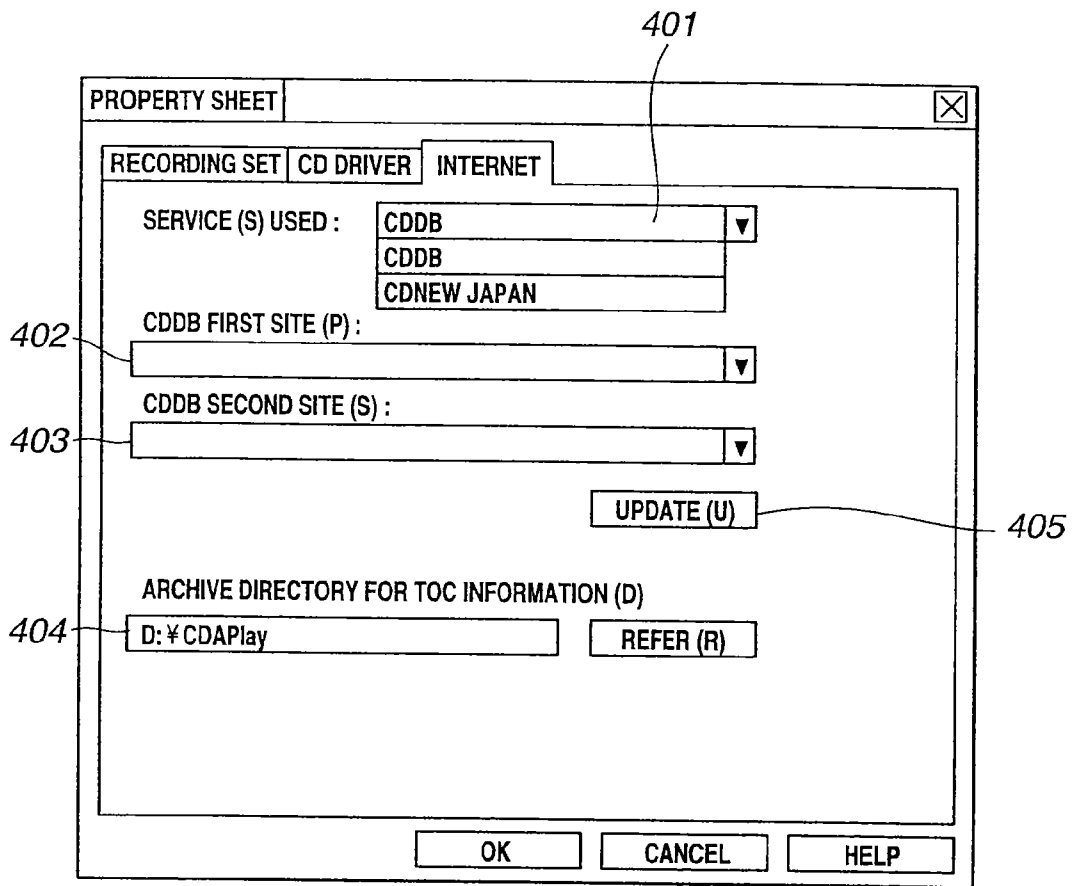 401
PROPERTY SHEET
RECORDING SET CD DRIVER INTERNET
SERVICE (S) USED : CDDB
CDDB
CDNEW JAPAN
402
CDDB FIRST SITE (P) :
403
CDDB SECOND SITE (S) :
UPDATE (U)
405
ARCHIVE DIRECTORY FOR TOC INFORMATION (D)
404
D:¥CDAPlay REFER (R)
OK CANCEL HELP